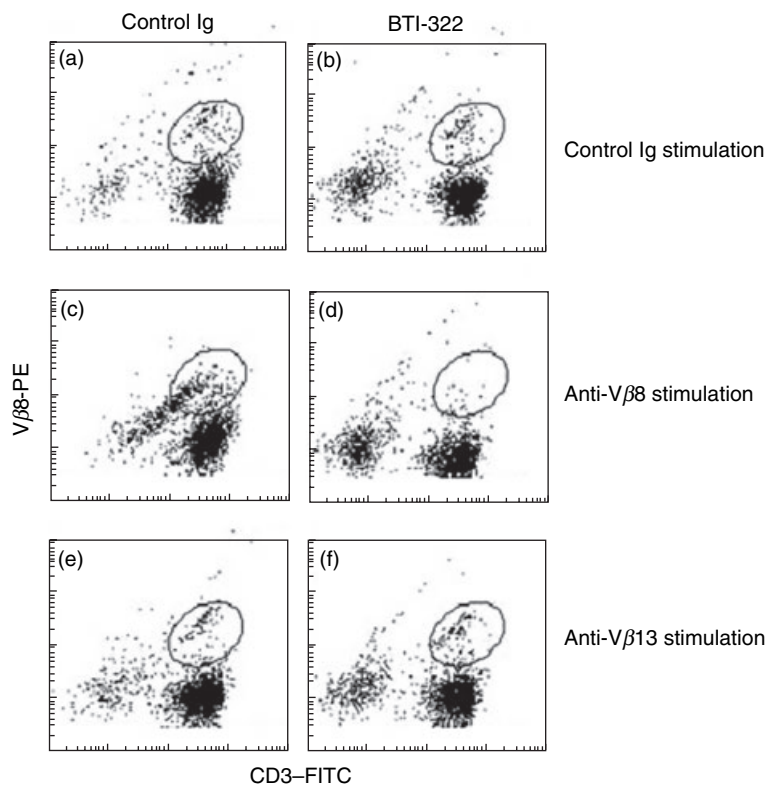 Control Ig
BTI-322
(a)
(b)
Control Ig stimulation
(c)
(d)
Anti-Vβ8 stimulation
Vβ8-PE
(e)
(f)
Anti-Vβ13 stimulation
CD3–FITC